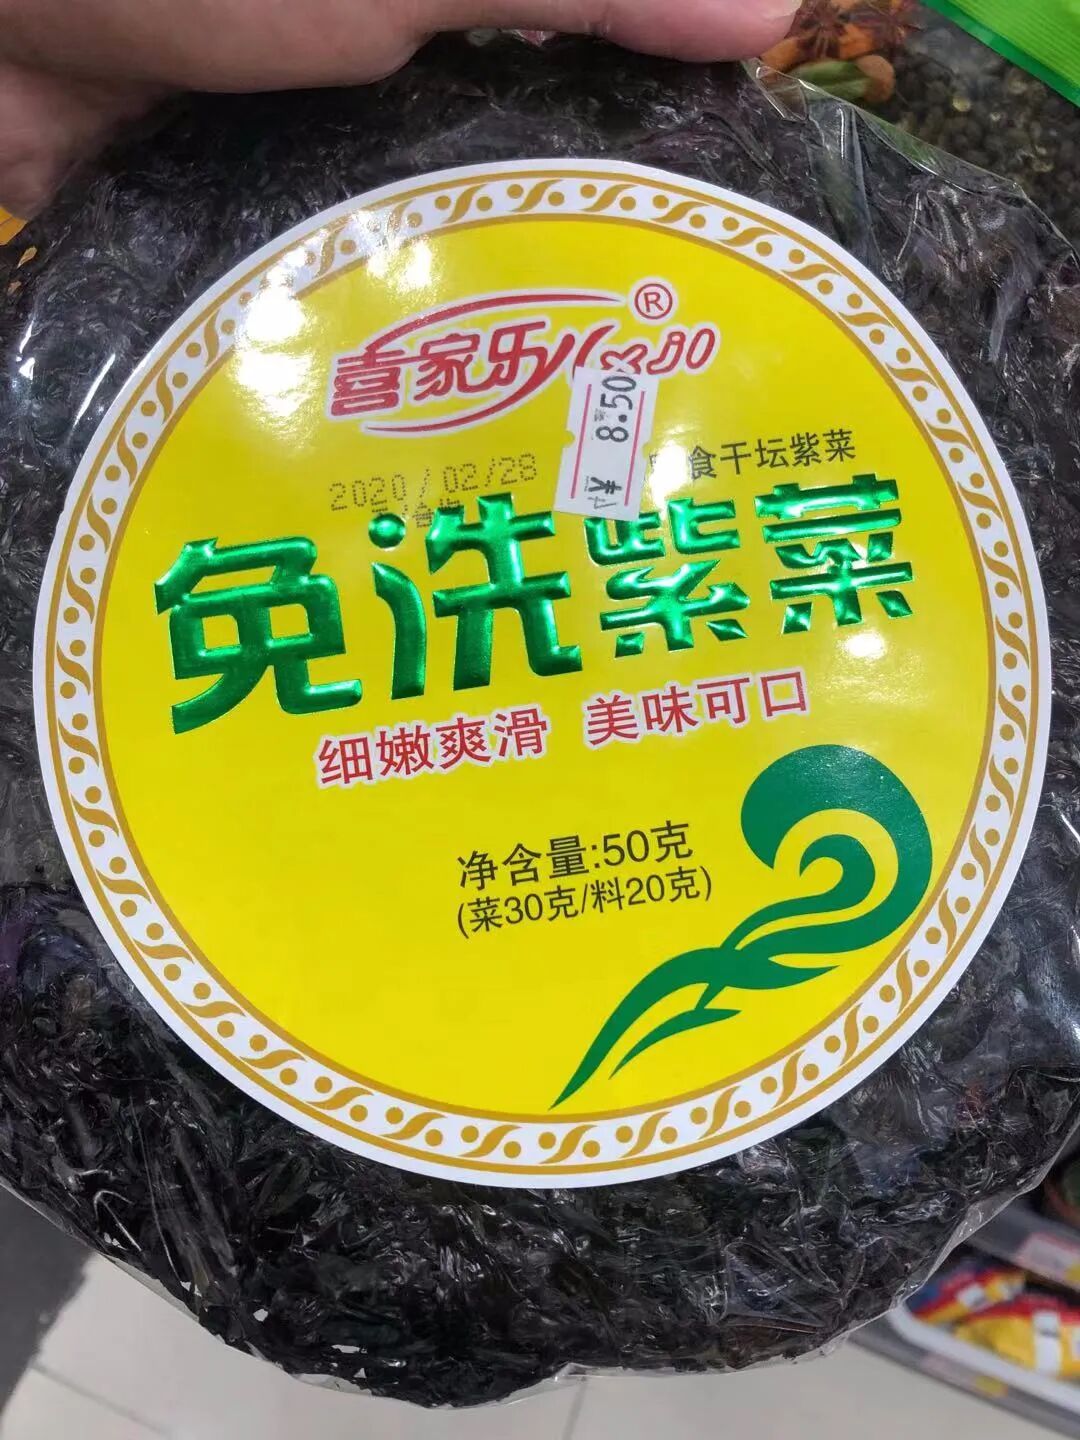 喜家乐
®
8.50
食干坛紫菜
2020/02/28
免洗紫菜
细嫩爽滑 美味可口
净含量:50克
(菜30克/料20克)